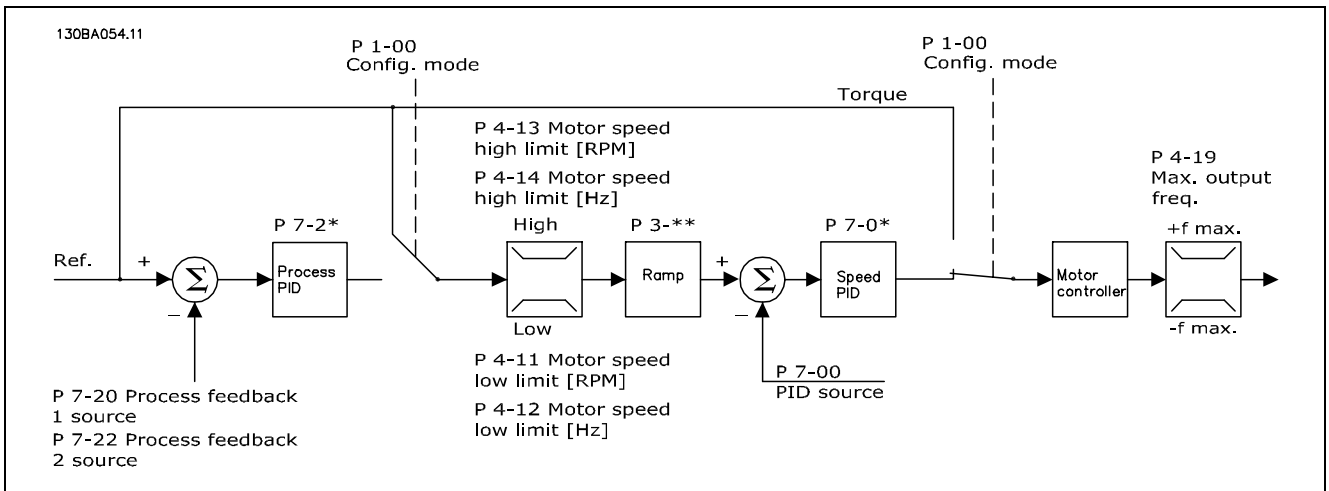 130BA054.11
P 1-00
Config. mode
P 1-00
Config. mode
Torque
P 4-13 Motor speed
high limit [RPM]
P 4-14 Motor speed
high limit [Hz]
P 4-19
Max. output
freq.
P 7-2*
High
P 3-**
P 7-0*
+f max.
Ref.
+
Σ
Process
PID
Ramp
+
Σ
Speed
PID
Motor
controller
−
Low
−
-f max.
P 4-11 Motor speed
low limit [RPM]
P 4-12 Motor speed
low limit [Hz]
P 7-00
PID source
P 7-20 Process feedback
1 source
P 7-22 Process feedback
2 source